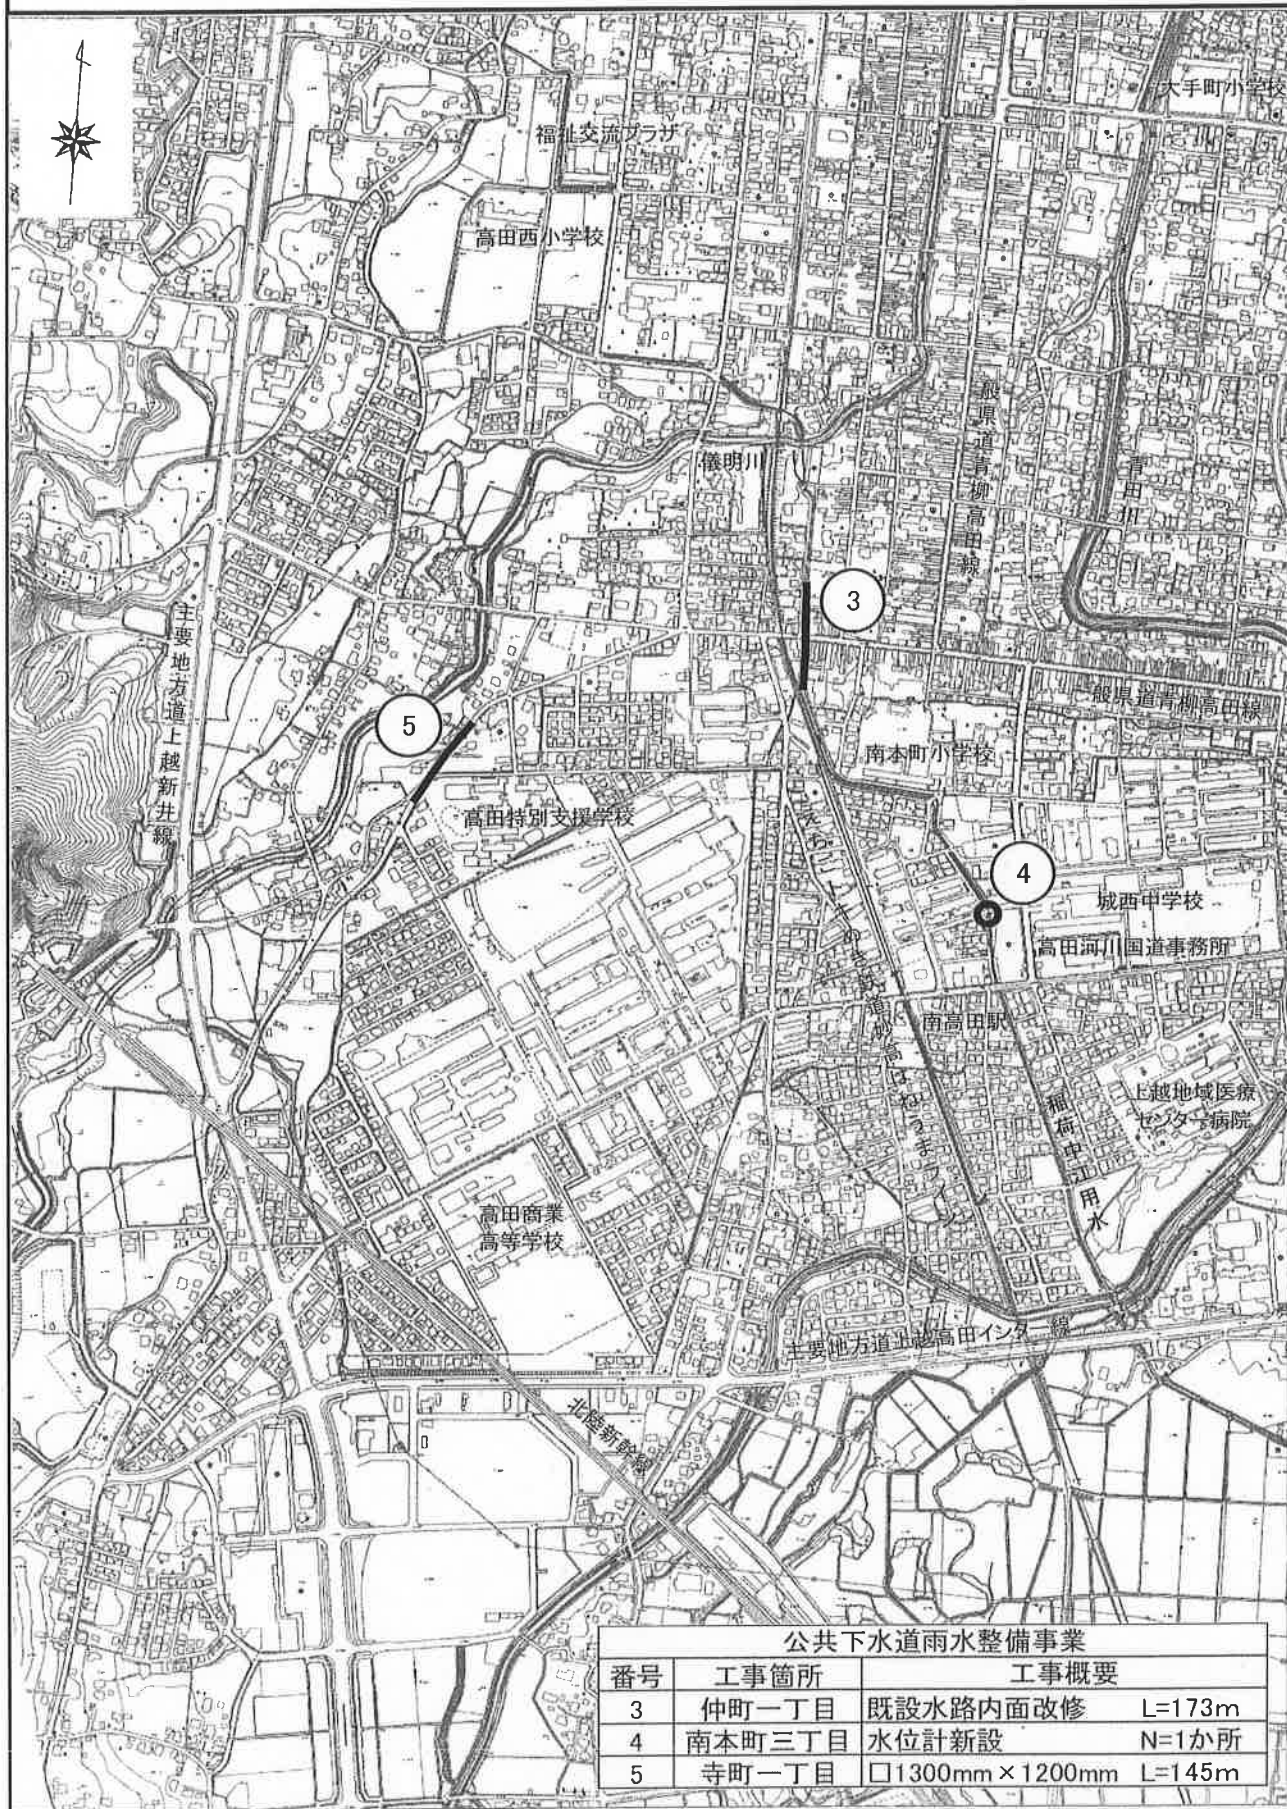 大手町小学校
福祉交流プラザ
高田西小学校
一般県道青柳高田線
儀明川
青田川
3
主要地方道上越新井線
一般県道青柳高田線
5
南本町小学校
高田特別支援学校
えちごトキめき鉄道妙高はねうまライン
4
城西中学校
高田河川国道事務所
南高田駅
上越地域医療
センター病院
稲荷中江用水
高田商業
高等学校
主要地方道上越高田インター線
北陸新幹線
公共下水道雨水整備事業
番号 工事箇所 工事概要
3 仲町一丁目 既設水路内面改修 L=173m
4 南本町三丁目 水位計新設 N=1か所
5 寺町一丁目 □1300mm×1200mm L=145m